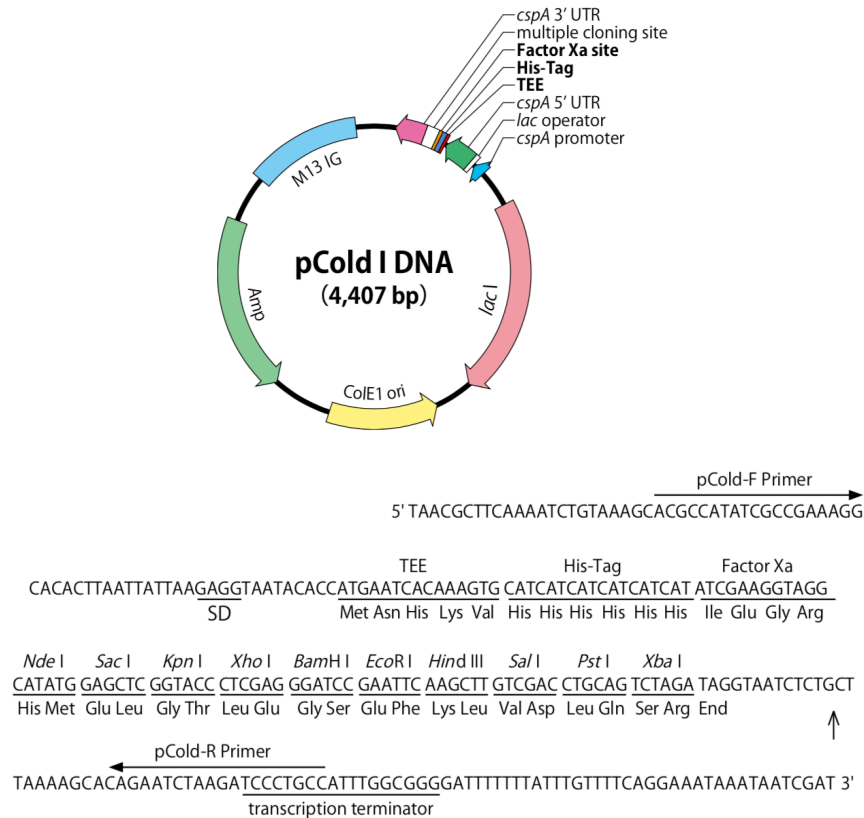 cspA 3’ UTR
multiple cloning site
Factor Xa site
His-Tag
TEE
cspA 5’ UTR
lac operator
cspA promoter
M13 IG
lac I
Amp
ColE1 ori
pCold I DNA
(4,407 bp)
pCold-F Primer
5' TAACGCTTCAAAATCTGTAAAGCACGCCATATCGCCGAAAGG
TEE His-Tag Factor Xa
CACACTTAATTATTAAGAGGTAATACACCATGAATCACAAAGTG CATCATCATCATCATCAT ATCGAAGGTAGG
SD Met Asn His Lys Val His His His His His His Ile Glu Gly Arg
Nde I Sac I Kpn I Xho I BamH I EcoR I Hind III Sal I Pst I Xba I
CATATG GAGCTC GGTACC CTCGAG GGATCC GAATTC AAGCTT GTCGAC CTGCAG TCTAGA TAGGTAATCTCTGCT
His Met Glu Leu Gly Thr Leu Glu Gly Ser Glu Phe Lys Leu Val Asp Leu Gln Ser Arg End
pCold-R Primer
TAAAAGCACAGAATCTAAGATCCCTGCCATTTGGCGGGGATTTTTTTATTTGTTTTCAGGAAATAAATAATCGAT 3'
transcription terminator